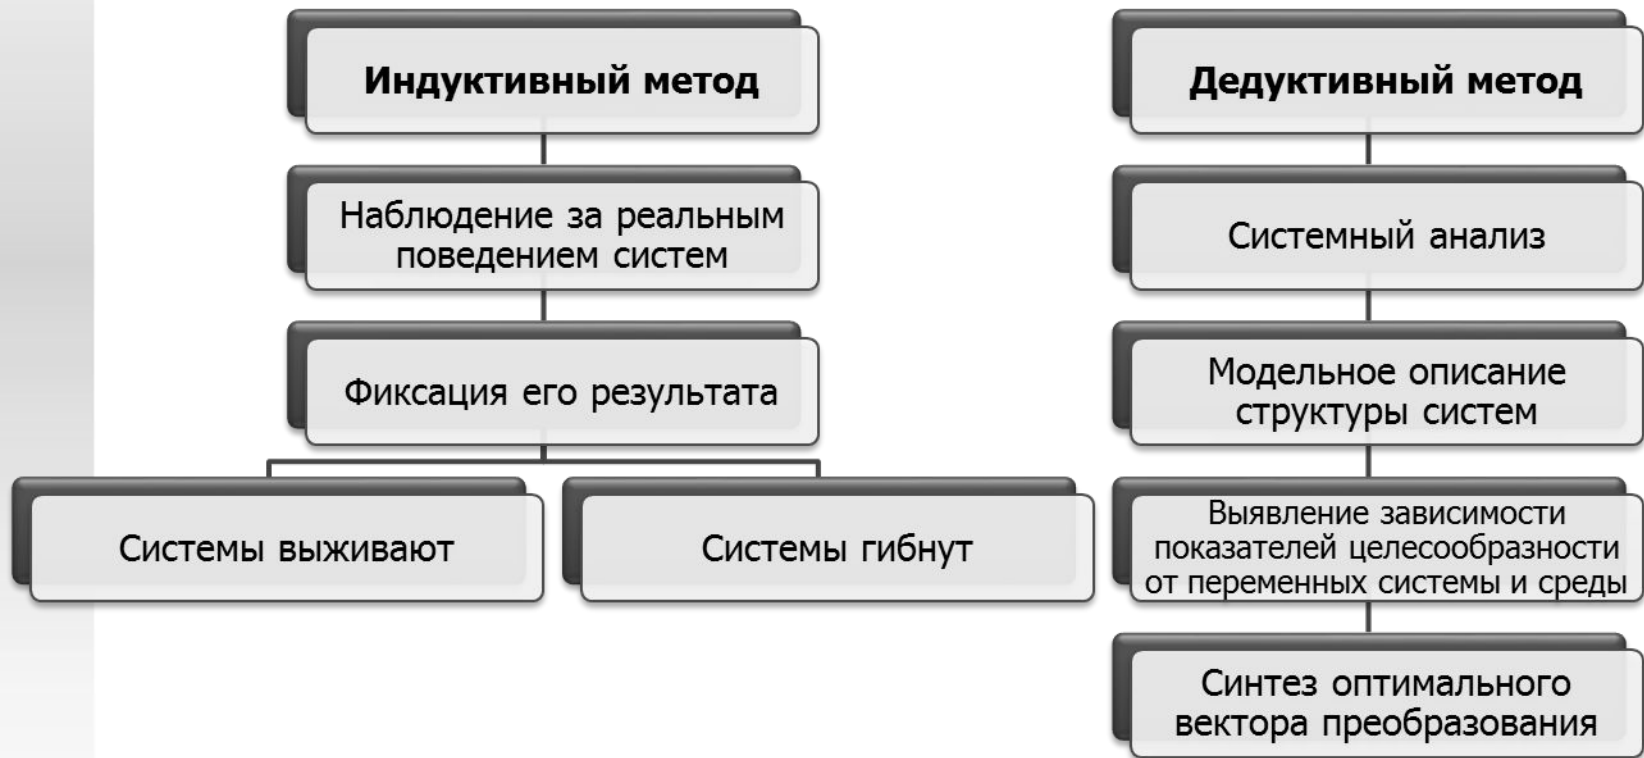 Индуктивный метод
Наблюдение за реальным
поведением систем
Фиксация его результата
Системы выживают
Системы гибнут
Дедуктивный метод
Системный анализ
Модельное описание
структуры систем
Выявление зависимости
показателей целесообразности
от переменных системы и среды
Синтез оптимального
вектора преобразования